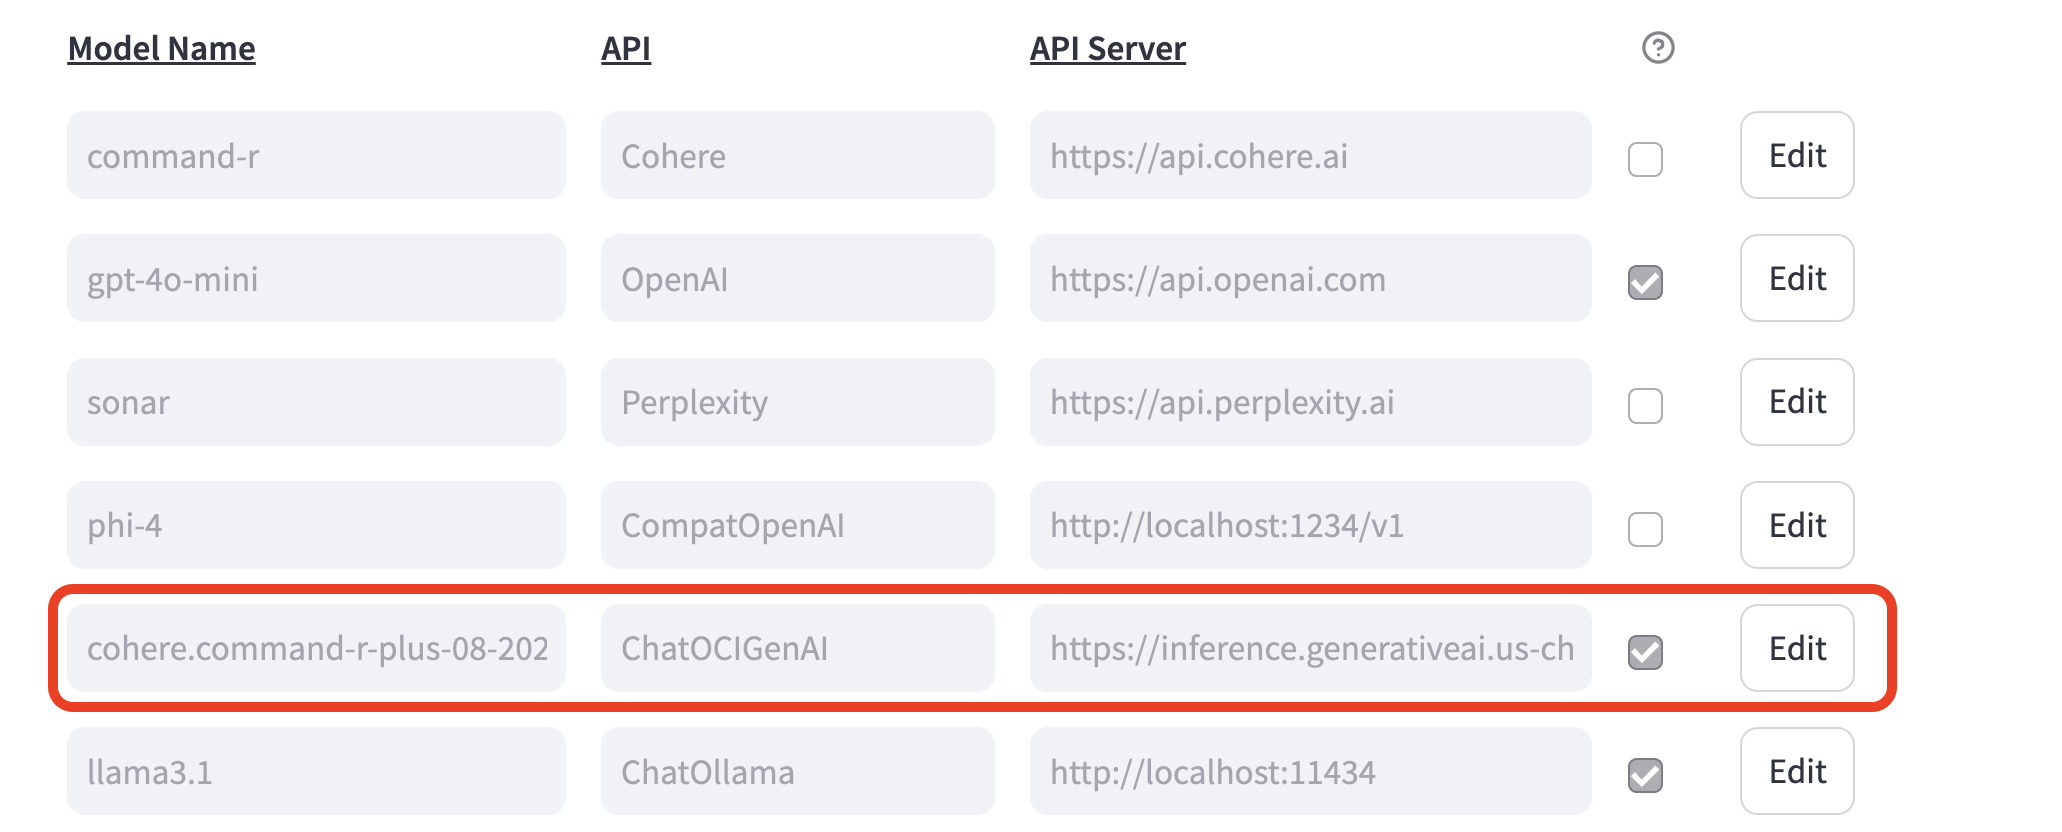 Model Name API API Server ?
command-r Cohere https://api.cohere.ai Edit
gpt-4o-mini OpenAI https://api.openai.com Edit
sonar Perplexity https://api.perplexity.ai Edit
phi-4 CompatOpenAI http://localhost:1234/v1 Edit
cohere.command-r-plus-08-202 ChatOCIGenAI https://inference.generativeai.us-ch Edit
llama3.1 ChatOllama http://localhost:11434 Edit